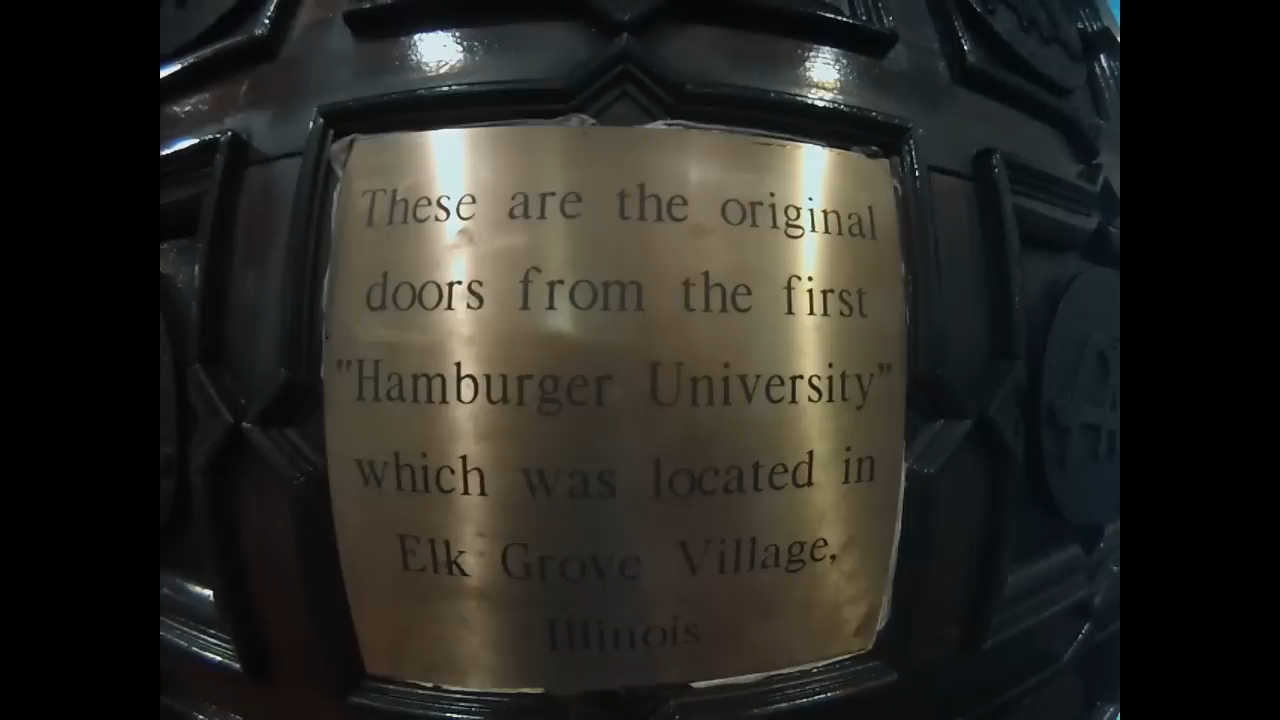 These are the original
doors from the first
"Hamburger University”
which was located in
Elk Grove Village,
Illinois